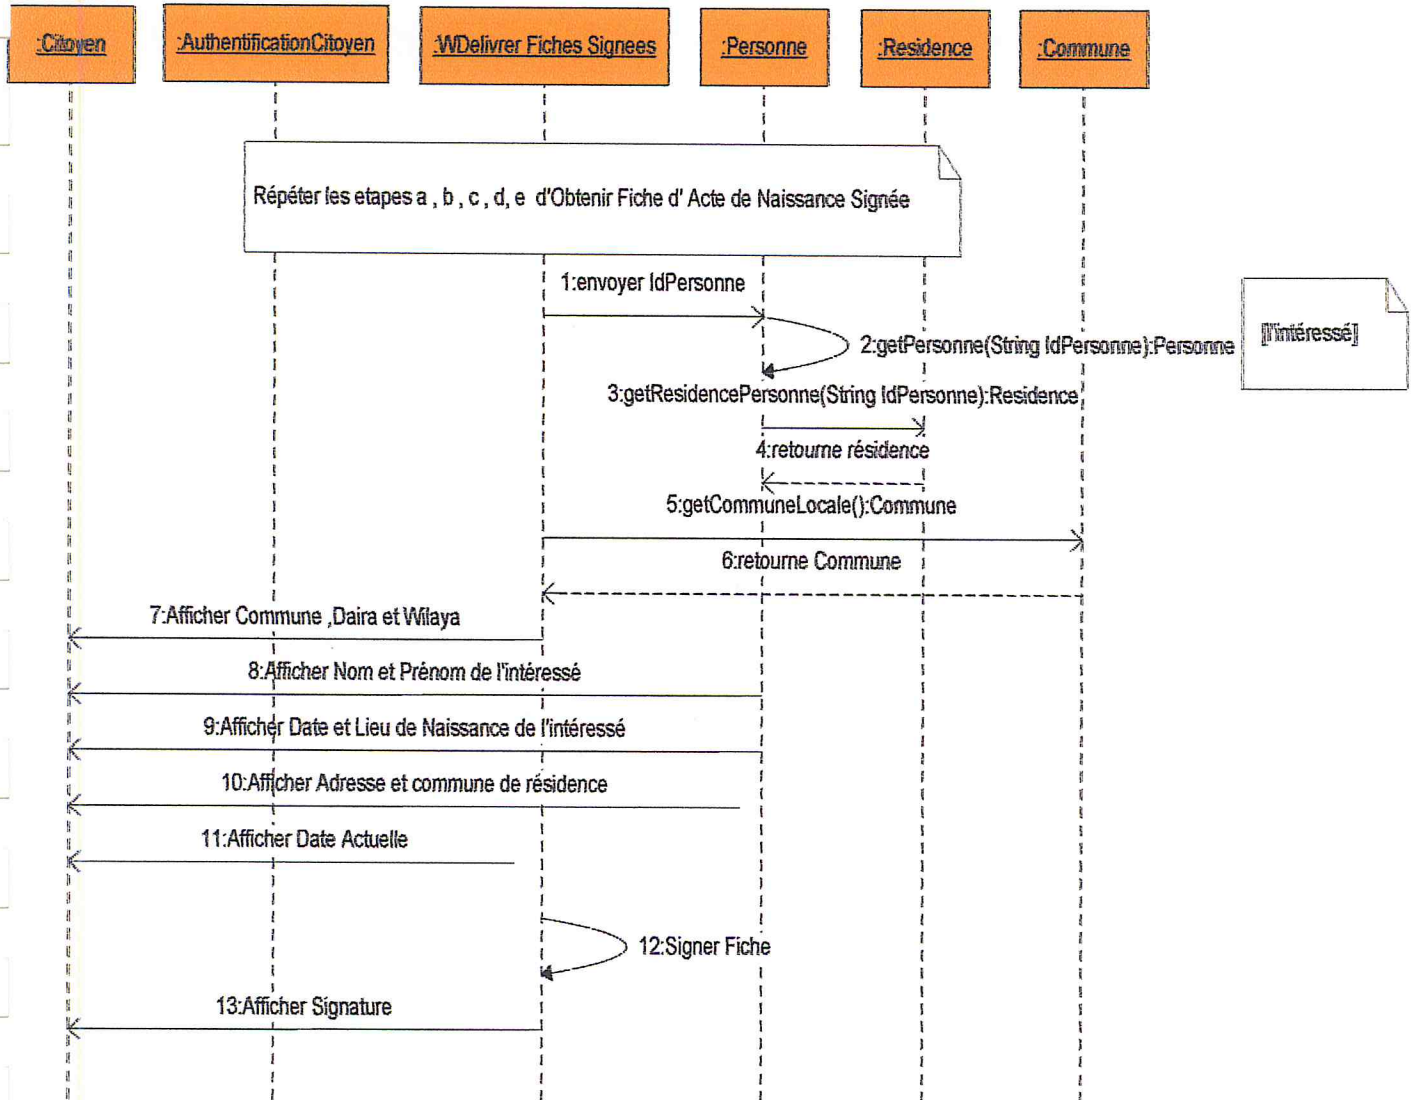 :Citoyen
:AuthentificationCitoyen
:WDelivrer Fiches Signees
:Personne
:Residence
:Commune
Répéter les etapes a , b , c , d, e d'Obtenir Fiche d' Acte de Naissance Signée
1:envoyer IdPersonne
[l'intéressé]
2:getPersonne(String IdPersonne):Personne
3:getResidencePersonne(String IdPersonne):Residence
4:retourne résidence
5:getCommuneLocale():Commune
6:retourne Commune
7:Afficher Commune ,Daira et Wilaya
8:Afficher Nom et Prénom de l'intéressé
9:Afficher Date et Lieu de Naissance de l'intéressé
10:Afficher Adresse et commune de résidence
11:Afficher Date Actuelle
12:Signer Fiche
13:Afficher Signature